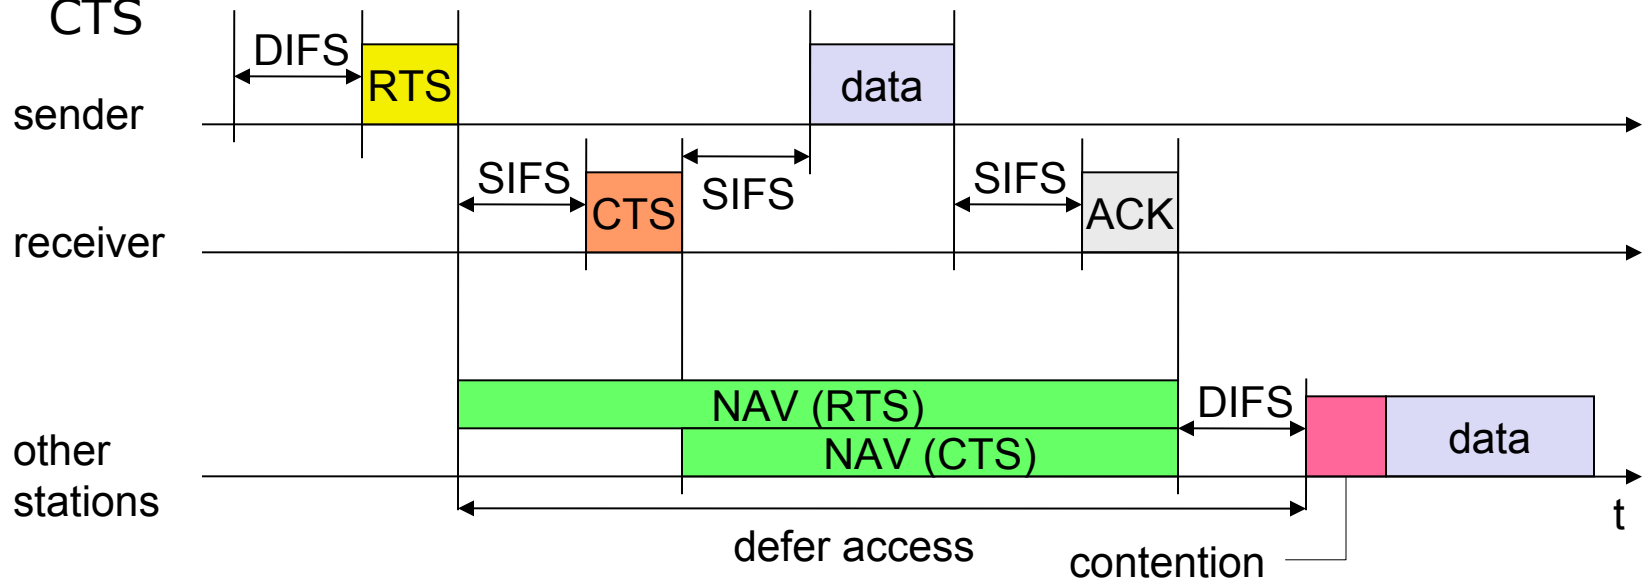 CTS
DIFS
RTS
data
sender
SIFS
CTS
SIFS
SIFS
ACK
receiver
NAV (RTS)
DIFS
NAV (CTS)
data
other
stations
t
defer access
contention